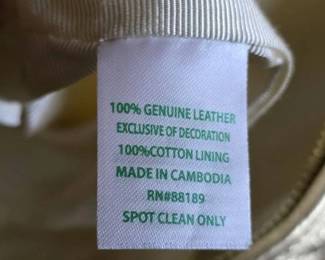 100% GENUINE LEATHER
EXCLUSIVE OF DECORATION
100%COTTON LINING
MADE IN CAMBODIA
RN#88189
SPOT CLEAN ONLY